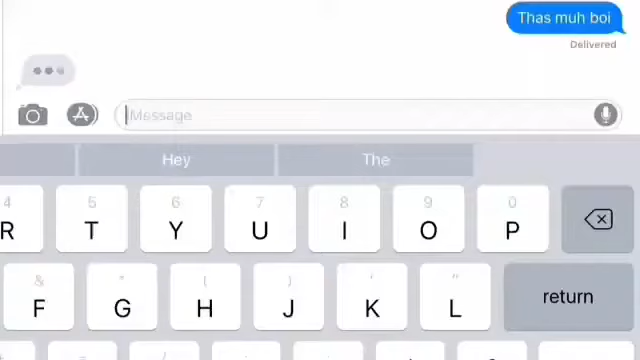 Thas muh boi
Delivered
Message
Hey The
4 5 6 7 8 9 0
R T Y U I O P
& * ( ) ' "
F G H J K L return